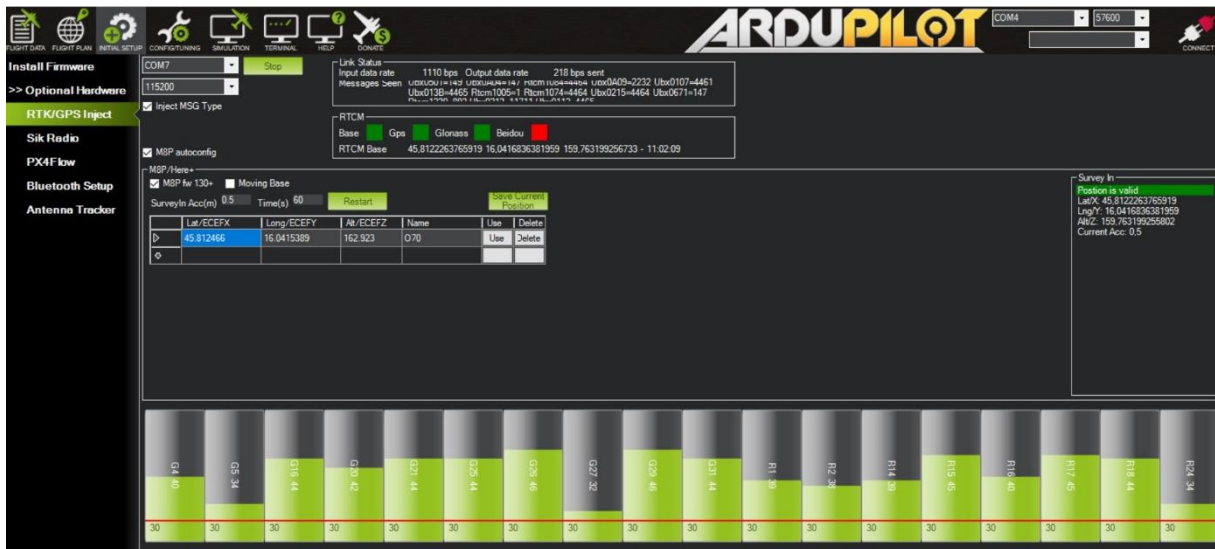 FLIGHT DATA FLIGHT PLAN INITIAL SETUP CONFIG/TUNING SIMULATION TERMINAL HELP DONATE
ARDUPILOT
COM4 57600
CONNECT
Install Firmware
>> Optional Hardware
RTK/GPS Inject
Sik Radio
PX4Flow
Bluetooth Setup
Antenna Tracker
COM7 Stop
115200
Inject MSG Type
M8P autoconfig
Link Status
Input data rate 1110 bps Output data rate 218 bps sent
Messages Seen Rtcm1084=4464 Ubx0A09=2232 Ubx0107=4461
Ubx013B=4465 Rtcm1005=1 Rtcm1074=4464 Ubx0215=4464 Ubx0671=147
RTCM
Base Gps Glonass Beidou
RTCM Base 45,8122263765919 16,0416836381959 159,763199256733 - 11:02:09
M8P/Here+
M8P fw 130+ Moving Base
SurveyIn Acc(m) 0.5 Time(s) 60 Restart Save Current
Position
Lat/ECEFX Long/ECEFY Alt/ECEFZ Name Use Delete
45.812466 16.0415389 162.923 O70 Use Delete
Survey In
Postion is valid
Lat/X: 45,8122263765919
Lng/Y: 16,0416836381959
Alt/Z: 159,763199255802
Current Acc: 0,5
G4 40
G5 34
G16 44
G20 42
G21 44
G25 44
G26 46
G27 32
G29 46
G31 44
R1 39
R2 38
R14 39
R15 45
R16 40
R17 45
R18 44
R24 34
30 30 30 30 30 30 30 30 30 30 30 30 30 30 30 30 30 30